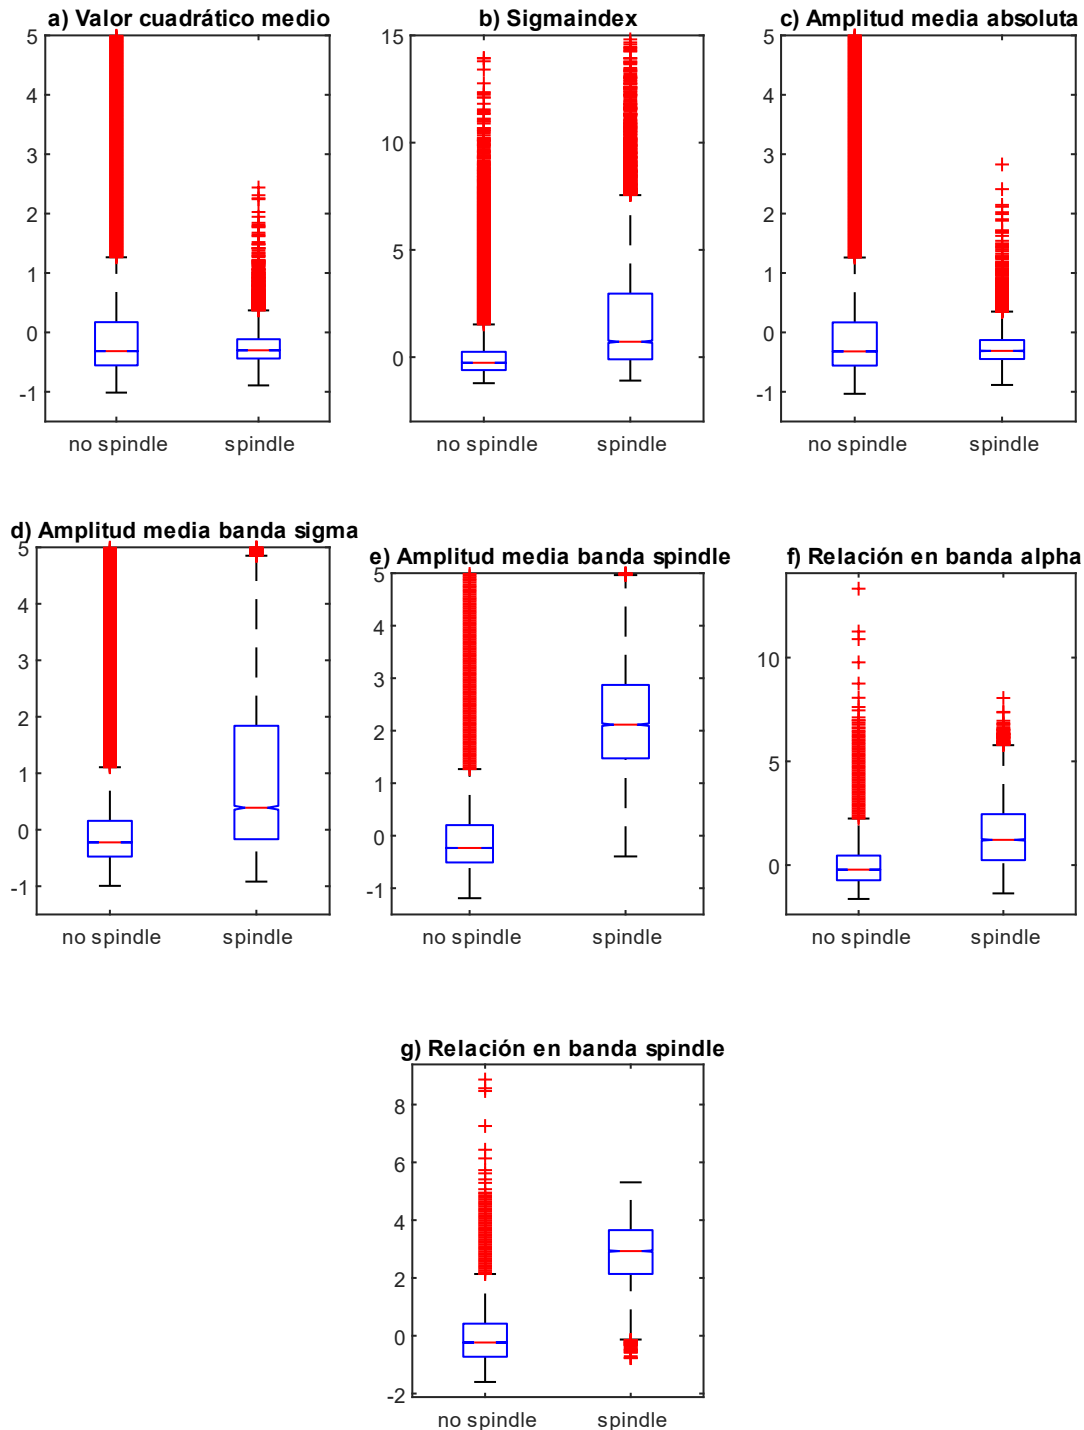 a) Valor cuadrático medio
5
4
3
2
1
0
-1
no spindle spindle
b) Sigmaindex
15
10
5
0
no spindle spindle
c) Amplitud media absoluta
5
4
3
2
1
0
-1
no spindle spindle
d) Amplitud media banda sigma
5
4
3
2
1
0
-1
no spindle spindle
e) Amplitud media banda spindle
5
4
3
2
1
0
-1
no spindle spindle
f) Relación en banda alpha
10
5
0
no spindle spindle
g) Relación en banda spindle
8
6
4
2
0
-2
no spindle spindle